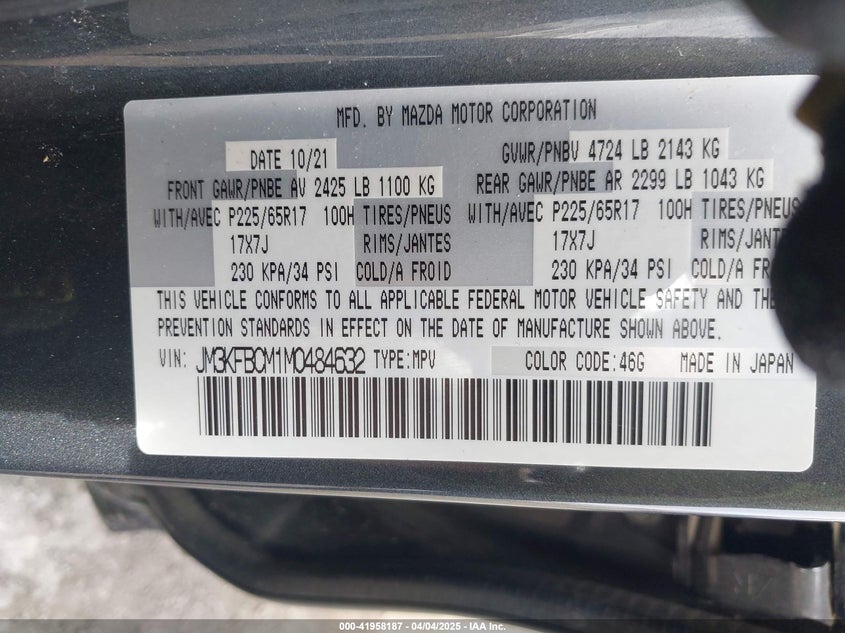 MFD. BY MAZDA MOTOR CORPORATION
DATE 10/21 GVWR/PNBV 4724 LB 2143 KG
FRONT GAWR/PNBE AV 2425 LB 1100 KG REAR GAWR/PNBE AR 2299 LB 1043 KG
WITH/AVEC P225/65R17 100H TIRES/PNEUS WITH/AVEC P225/65R17 100H TIRES/PNEUS
17X7J RIMS/JANTES 17X7J RIMS/JANTES
230 KPA/34 PSI COLD/A FROID 230 KPA/34 PSI COLD/A FROI
THIS VEHICLE CONFORMS TO ALL APPLICABLE FEDERAL MOTOR VEHICLE SAFETY AND THE
PREVENTION STANDARDS IN EFFECT ON THE DATE OF MANUFACTURE SHOWN ABOVE.
VIN: JM3KFBCM1M0484632 TYPE:MPV COLOR CODE:46G MADE IN JAPAN
000-41958187 - 04/04/2025 - IAA Inc.